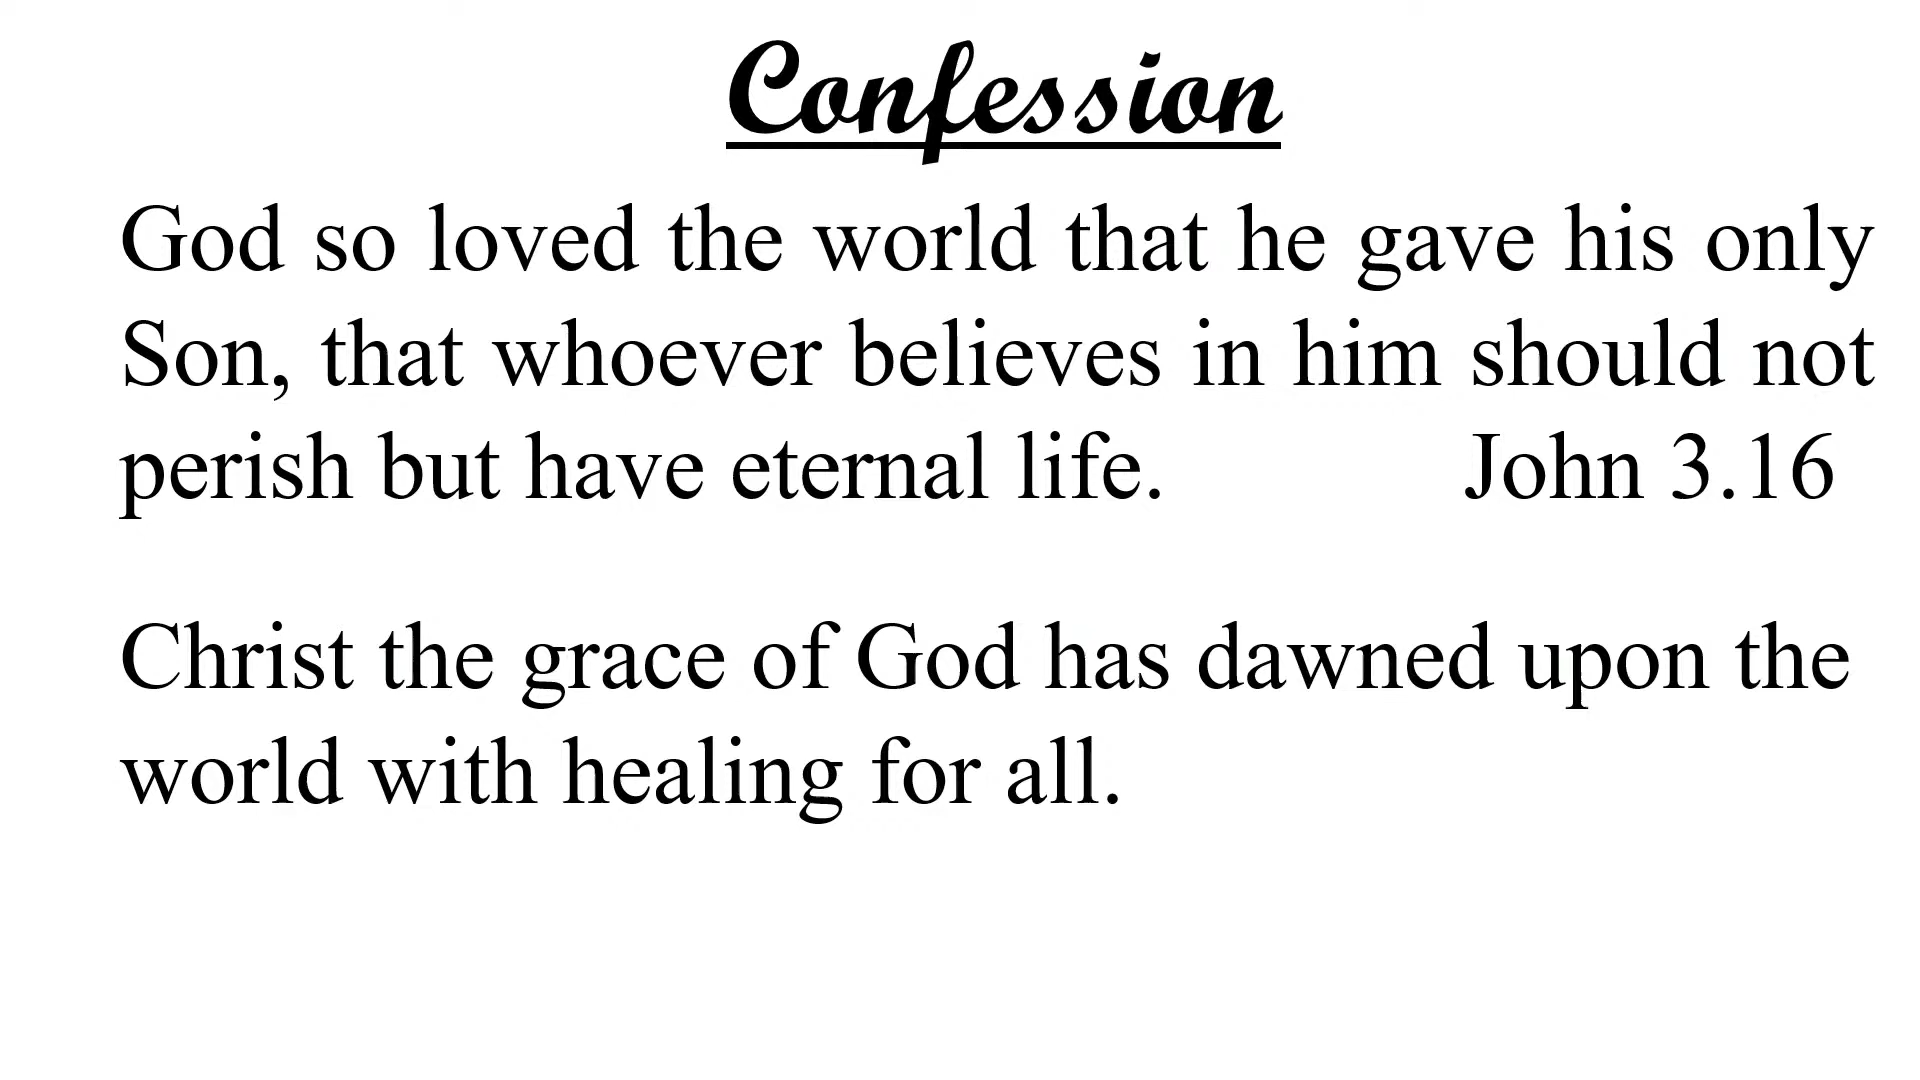 Confession
God so loved the world that he gave his only
Son, that whoever believes in him should not
perish but have eternal life. John 3.16
Christ the grace of God has dawned upon the
world with healing for all.